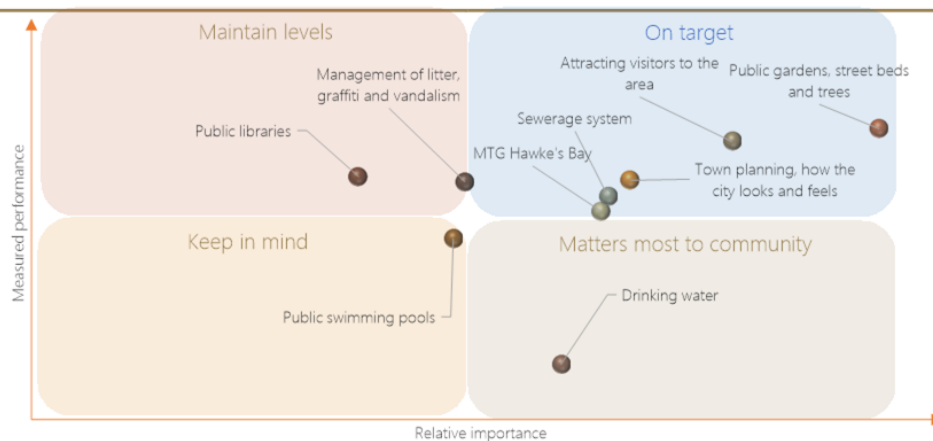 Maintain levels
On target
Management of litter,
graffiti and vandalism
Public libraries
Attracting visitors to the
area
Public gardens, street beds
and trees
Sewerage system
MTG Hawke's Bay
Town planning, how the
city looks and feels
Keep in mind
Matters most to community
Public swimming pools
Drinking water
Measured performance
Relative importance